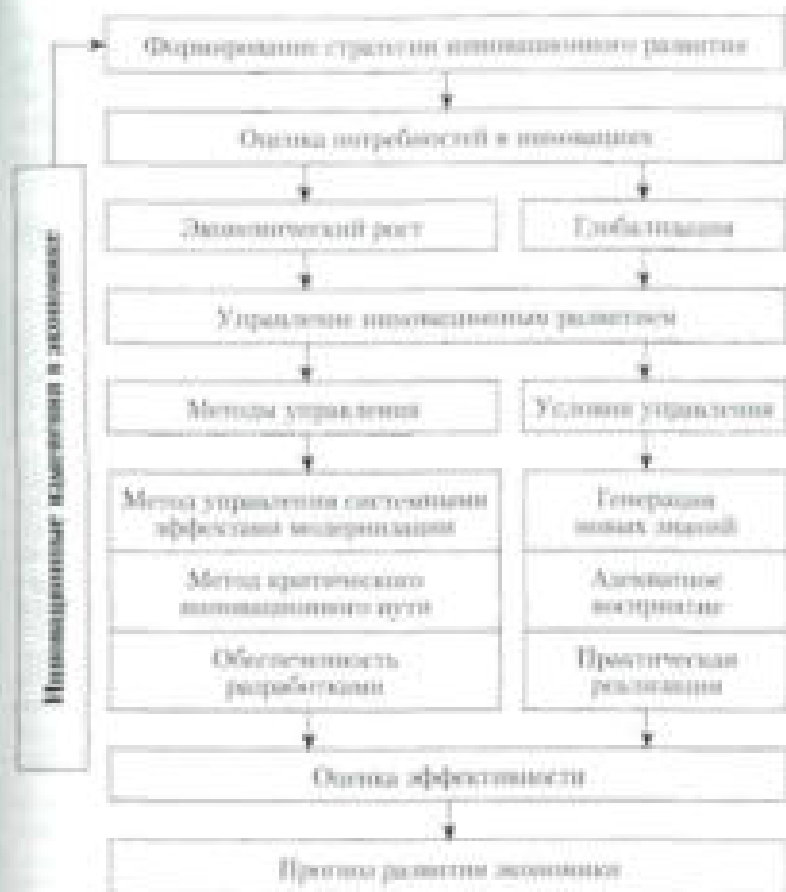 Формирование стратегии инновационного развития
Оценка потребностей в инновациях
Экономический рост
Глобализация
Управление инновационным развитием
Методы управления
Условия управления
Метод управления системными
эффектами модернизации
Генерация
новых знаний
Метод критического
инновационного пути
Адекватное
восприятие
Обеспеченность
разработками
Практическая
реализация
Оценка эффективности
Прогноз развития экономики
Инновационные изменения в экономике